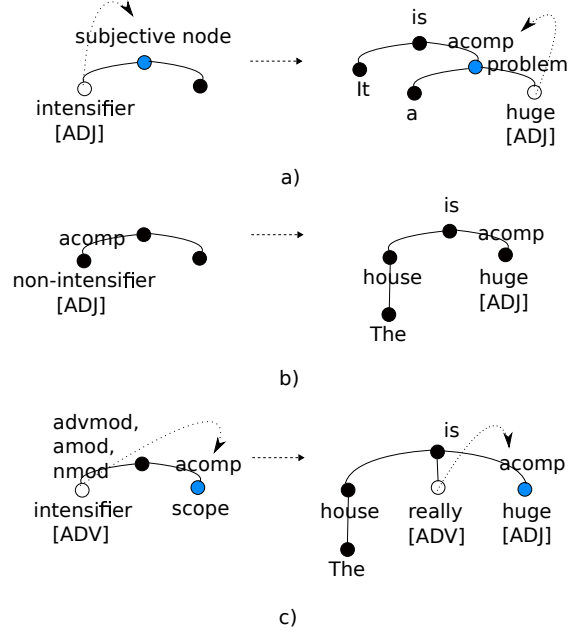 subjective node
intensifier
[ADJ]
is
acomp
problem
It
a
huge
[ADJ]
a)
acomp
non-intensifier
[ADJ]
is
acomp
house
huge
[ADJ]
The
b)
advmod,
amod,
nmod
acomp
intensifier
[ADV]
scope
is
acomp
house
really
[ADV]
huge
[ADJ]
The
c)